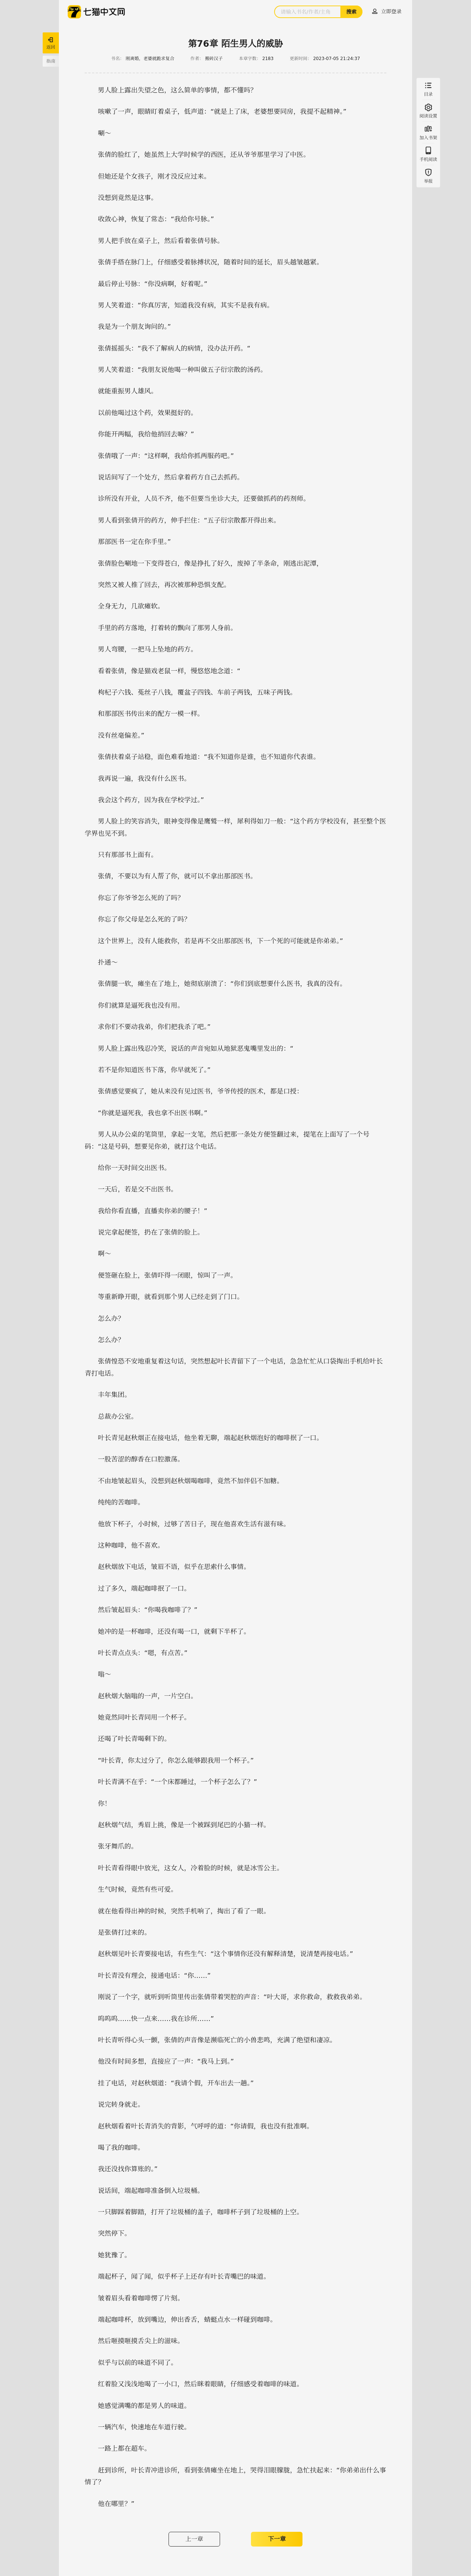 七猫中文网
搜索
立即登录
返回
书页
目录
阅读设置
加入书架
手机阅读
举报
第76章 陌生男人的威胁
本章字数： 2183
更新时间： 2023-07-05 21:24:37
男人脸上露出失望之色，这么简单的事情，都不懂吗？
咳嗽了一声，眼睛盯着桌子，低声道：“就是上了床，老婆想要同房，我提不起精神。”
唰～
张倩的脸红了，她虽然上大学时候学的西医，还从爷爷那里学习了中医。
但她还是个女孩子，刚才没反应过来。
没想到竟然是这事。
收敛心神，恢复了常态：“我给你号脉。”
男人把手放在桌子上，然后看着张倩号脉。
张倩手搭在脉门上，仔细感受着脉搏状况，随着时间的延长，眉头越皱越紧。
最后停止号脉：“你没病啊，好着呢。”
男人笑着道：“你真厉害，知道我没有病，其实不是我有病。
我是为一个朋友询问的。”
张倩摇摇头：“我不了解病人的病情，没办法开药。”
男人笑着道：“我朋友说他喝一种叫做五子衍宗散的汤药。
就能重振男人雄风。
以前他喝过这个药，效果挺好的。
你能开两幅，我给他捎回去嘛？”
张倩哦了一声：“这样啊，我给你抓两服药吧。”
说话间写了一个处方，然后拿着药方自己去抓药。
诊所没有开业，人员不齐，他不但要当坐诊大夫，还要做抓药的药剂师。
男人看到张倩开的药方，伸手拦住：“五子衍宗散都开得出来。
那部医书一定在你手里。”
张倩脸色唰地一下变得苍白，像是挣扎了好久，废掉了半条命，刚逃出泥潭，
突然又被人推了回去，再次被那种恐惧支配。
全身无力，几欲瘫软。
手里的药方落地，打着转的飘向了那男人身前。
男人弯腰，一把马上坠地的药方。
看着张倩，像是猫戏老鼠一样，慢悠悠地念道：“
枸杞子六钱、菟丝子八钱，覆盆子四钱、车前子两钱，五味子两钱。
和那部医书传出来的配方一模一样。
没有丝毫偏差。”
张倩扶着桌子站稳，面色难看地道：“我不知道你是谁，也不知道你代表谁。
我再说一遍，我没有什么医书。
我会这个药方，因为我在学校学过。”
男人脸上的笑容消失，眼神变得像是鹰鹫一样，犀利得如刀一般：“这个药方学校没有，甚至整个医
学界也见不到。
只有那部书上面有。
张倩，不要以为有人帮了你，就可以不拿出那部医书。
你忘了你爷爷怎么死的了吗？
你忘了你父母是怎么死的了吗？
这个世界上，没有人能救你，若是再不交出那部医书，下一个死的可能就是你弟弟。”
扑通～
张倩腿一软，瘫坐在了地上，她彻底崩溃了：“你们到底想要什么医书，我真的没有。
你们就算是逼死我也没有用。
求你们不要动我弟，你们把我杀了吧。”
男人脸上露出残忍冷笑，说话的声音宛如从地狱恶鬼嘴里发出的：“
若不是你知道医书下落，你早就死了。”
张倩感觉要疯了，她从来没有见过医书，爷爷传授的医术，都是口授：
“你就是逼死我，我也拿不出医书啊。”
男人从办公桌的笔筒里，拿起一支笔，然后把那一条处方便签翻过来，提笔在上面写了一个号
码：“这是号码，想要见你弟，就打这个电话。
给你一天时间交出医书。
一天后，若是交不出医书。
我给你看直播，直播卖你弟的腰子！”
说完拿起便签，扔在了张倩的脸上。
啊～
便签砸在脸上，张倩吓得一闭眼，惊叫了一声。
等重新睁开眼，就看到那个男人已经走到了门口。
怎么办？
怎么办？
张倩惶恐不安地重复着这句话，突然想起叶长青留下了一个电话，急急忙忙从口袋掏出手机给叶长
青打电话。
丰年集团。
总裁办公室。
叶长青见赵秋烟正在接电话，他坐着无聊，端起赵秋烟泡好的咖啡抿了一口。
一股苦涩的醇香在口腔激荡。
不由地皱起眉头，没想到赵秋烟喝咖啡，竟然不加伴侣不加糖。
纯纯的苦咖啡。
他放下杯子，小时候，过够了苦日子，现在他喜欢生活有滋有味。
这种咖啡，他不喜欢。
赵秋烟放下电话，皱眉不语，似乎在思索什么事情。
过了多久，端起咖啡抿了一口。
然后皱起眉头：“你喝我咖啡了？”
她冲的是一杯咖啡，还没有喝一口，就剩下半杯了。
叶长青点点头：“嗯，有点苦。”
嗡～
赵秋烟大脑嗡的一声，一片空白。
她竟然同叶长青同用一个杯子。
还喝了叶长青喝剩下的。
“叶长青，你太过分了，你怎么能够跟我用一个杯子。”
叶长青满不在乎：“一个床都睡过，一个杯子怎么了？”
你！
赵秋烟气结，秀眉上挑，像是一个被踩到尾巴的小猫一样。
张牙舞爪的。
叶长青看得眼中放光，这女人，冷着脸的时候，就是冰雪公主。
生气时候，竟然有些可爱。
就在他看得出神的时候，突然手机响了，掏出了看了一眼。
是张倩打过来的。
赵秋烟见叶长青要接电话，有些生气：“这个事情你还没有解释清楚，说清楚再接电话。”
叶长青没有理会，接通电话：“你……”
刚说了一个字，就听到听筒里传出张倩带着哭腔的声音：“叶大哥，求你救命，救救我弟弟。
呜呜呜……快一点来……我在诊所……”
叶长青听得心头一颤，张倩的声音像是濒临死亡的小兽悲鸣，充满了绝望和凄凉。
他没有时间多想，直接应了一声：“我马上到。”
挂了电话，对赵秋烟道：“我请个假，开车出去一趟。”
说完转身就走。
赵秋烟看着叶长青消失的背影，气呼呼的道：“你请假，我也没有批准啊。
喝了我的咖啡。
我还没找你算账的。”
说话间，端起咖啡准备倒入垃圾桶。
一只脚踩着脚踏，打开了垃圾桶的盖子，咖啡杯子到了垃圾桶的上空。
突然停下。
她犹豫了。
端起杯子，闻了闻，似乎杯子上还存有叶长青嘴巴的味道。
皱着眉头看着咖啡愣了片刻。
端起咖啡杯，放到嘴边，伸出香舌，蜻蜓点水一样碰到咖啡。
然后咂摸咂摸舌尖上的滋味。
似乎与以前的味道不同了。
红着脸又浅浅地喝了一小口，然后眯着眼睛，仔细感受着咖啡的味道。
她感觉满嘴的都是男人的味道。
一辆汽车，快速地在车道行驶。
一路上都在超车。
赶到诊所，叶长青冲进诊所，看到张倩瘫坐在地上，哭得泪眼朦胧，急忙扶起来：“你弟弟出什么事
情了？
他在哪里？”
上一章
下一章